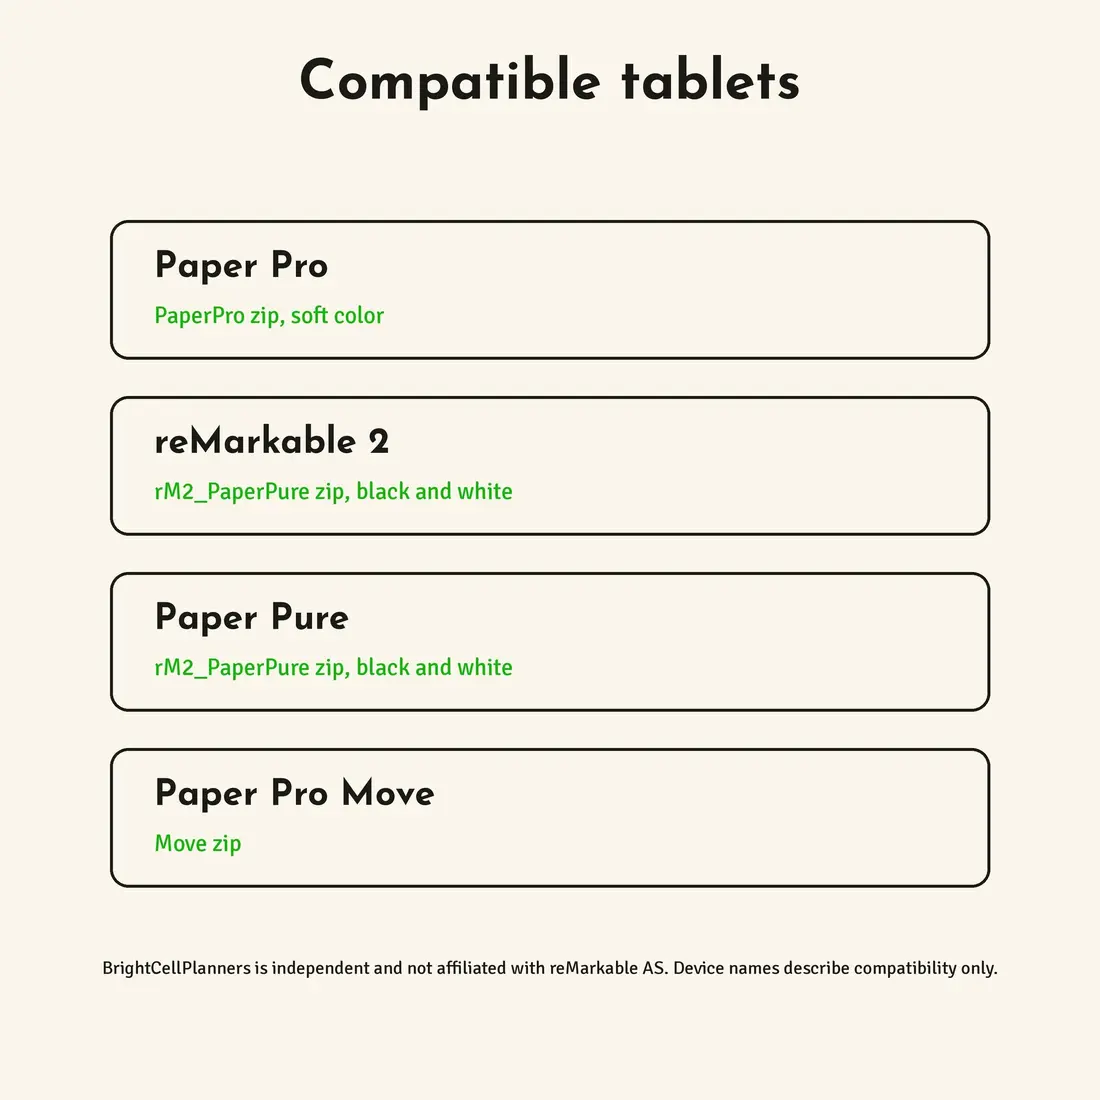 Compatible tablets
Paper Pro
PaperPro zip, soft color
reMarkable 2
rM2_PaperPure zip, black and white
Paper Pure
rM2_PaperPure zip, black and white
Paper Pro Move
Move zip
BrightCellPlanners is independent and not affiliated with reMarkable AS. Device names describe compatibility only.